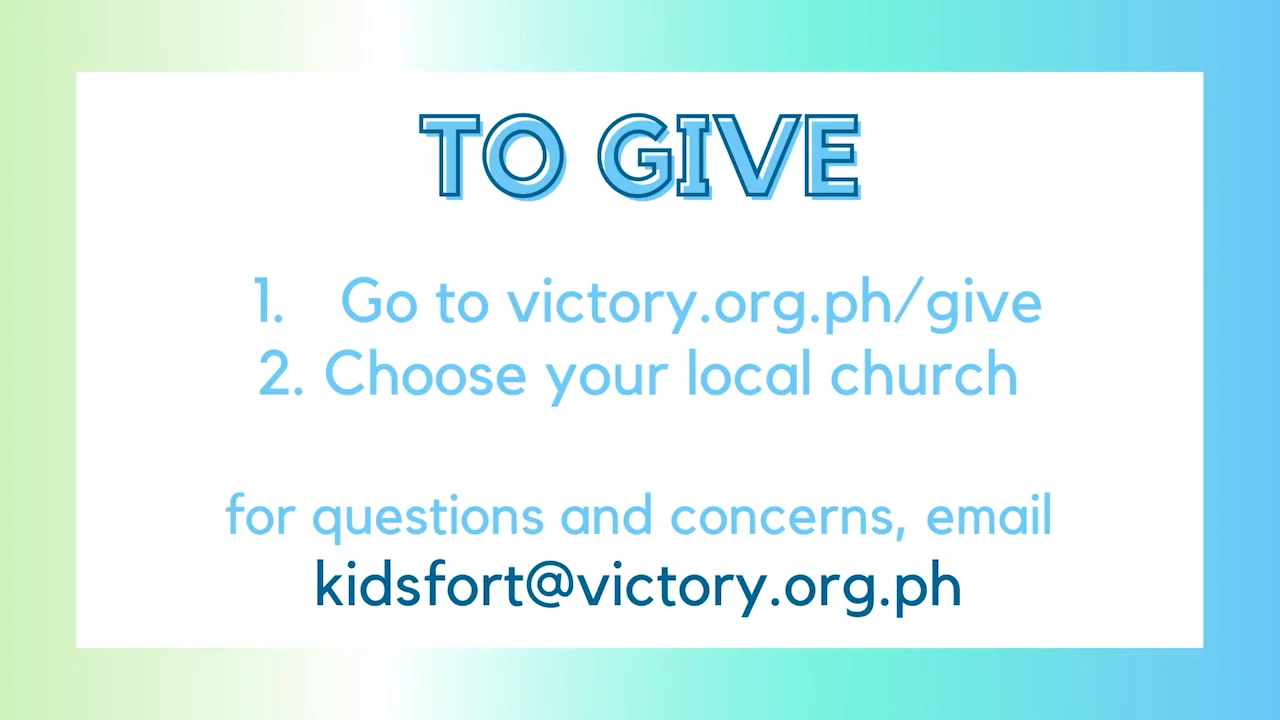 TO GIVE
1. Go to victory.org.ph/give
2. Choose your local church
for questions and concerns, email
kidsfort@victory.org.ph